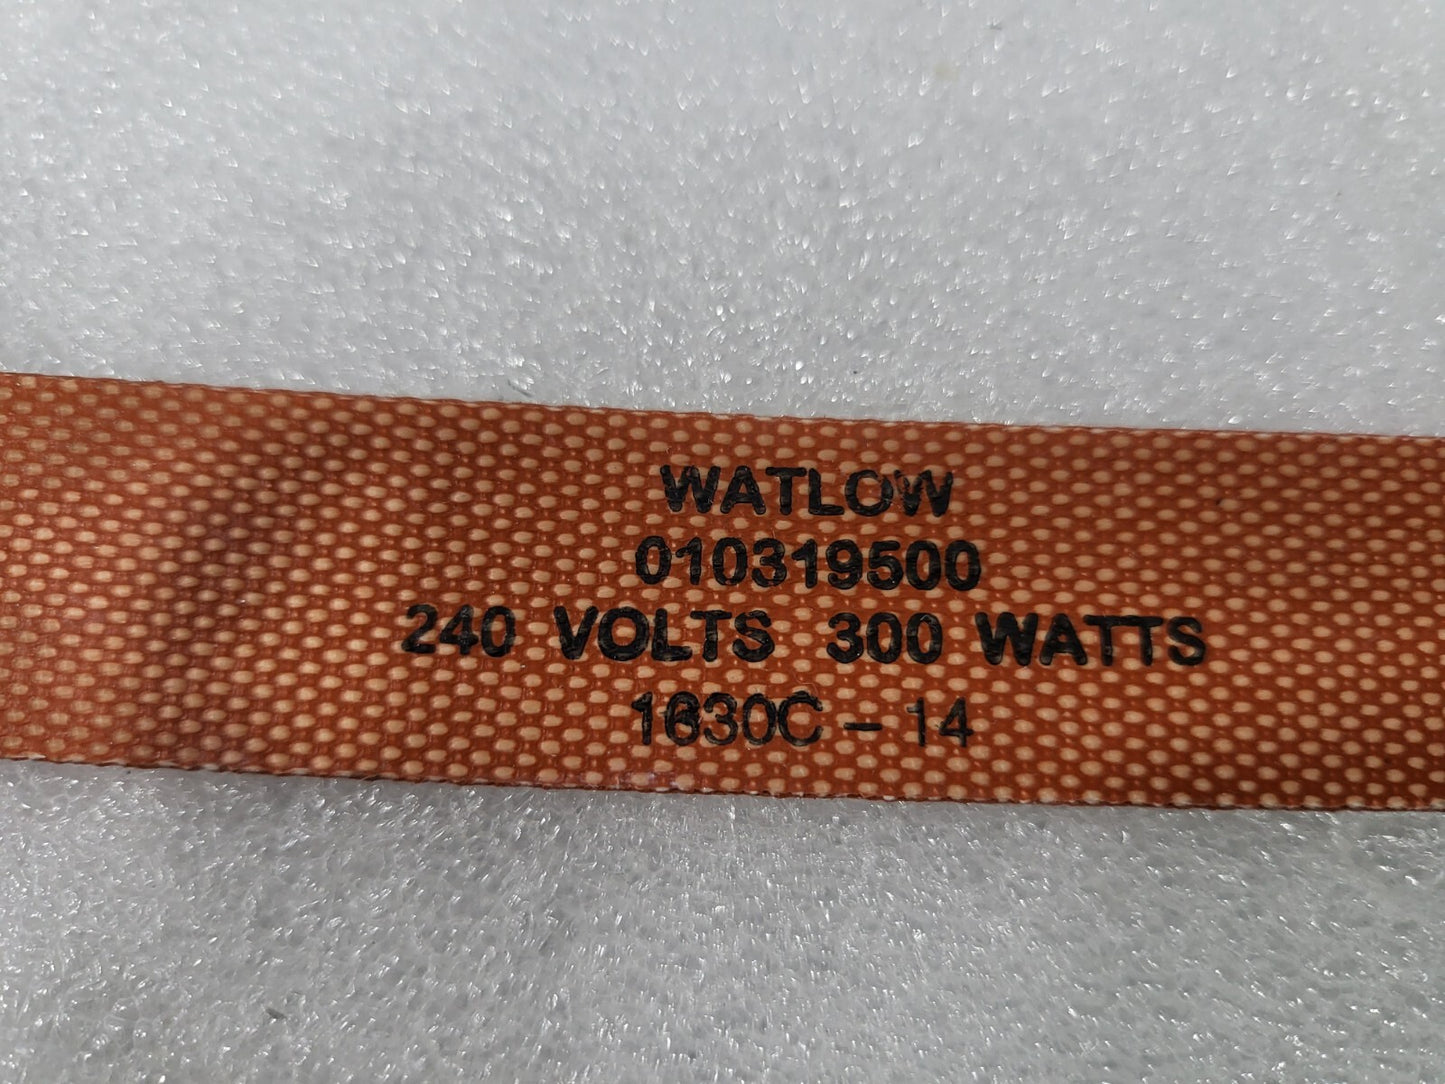 WATLOW
010319500
240 VOLTS 300 WATTS
1630C - 14